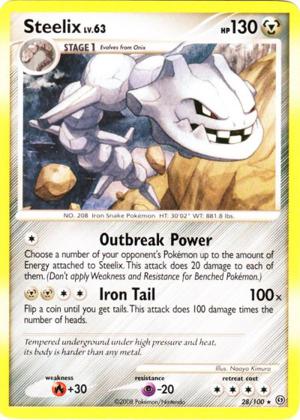 Steelix LV.63
HP 130
STAGE 1 Evolves from Onix
NO. 208 Iron Snake Pokémon HT: 30'02" WT: 881.8 lbs.
Outbreak Power
Choose a number of your opponent's Pokémon up to the amount of
Energy attached to Steelix. This attack does 20 damage to each of
them. (Don't apply Weakness and Resistance for Benched Pokémon.)
Iron Tail 100x
Flip a coin until you get tails. This attack does 100 damage times the
number of heads.
Tempered underground under high pressure and heat,
its body is harder than any metal.
Illus. Naoyo Kimura
weakness resistance retreat cost
+30 -20
©2008 Pokémon/Nintendo 28/100 ★